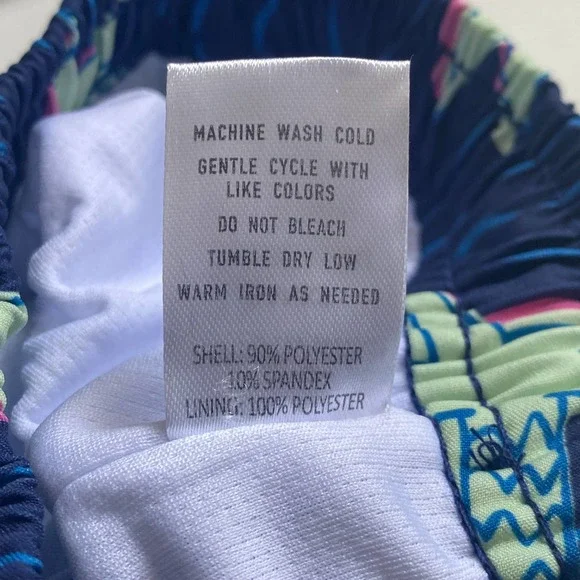 MACHINE WASH COLD
GENTLE CYCLE WITH
LIKE COLORS
DO NOT BLEACH
TUMBLE DRY LOW
WARM IRON AS NEEDED
SHELL: 90% POLYESTER
10% SPANDEX
LINING: 100% POLYESTER